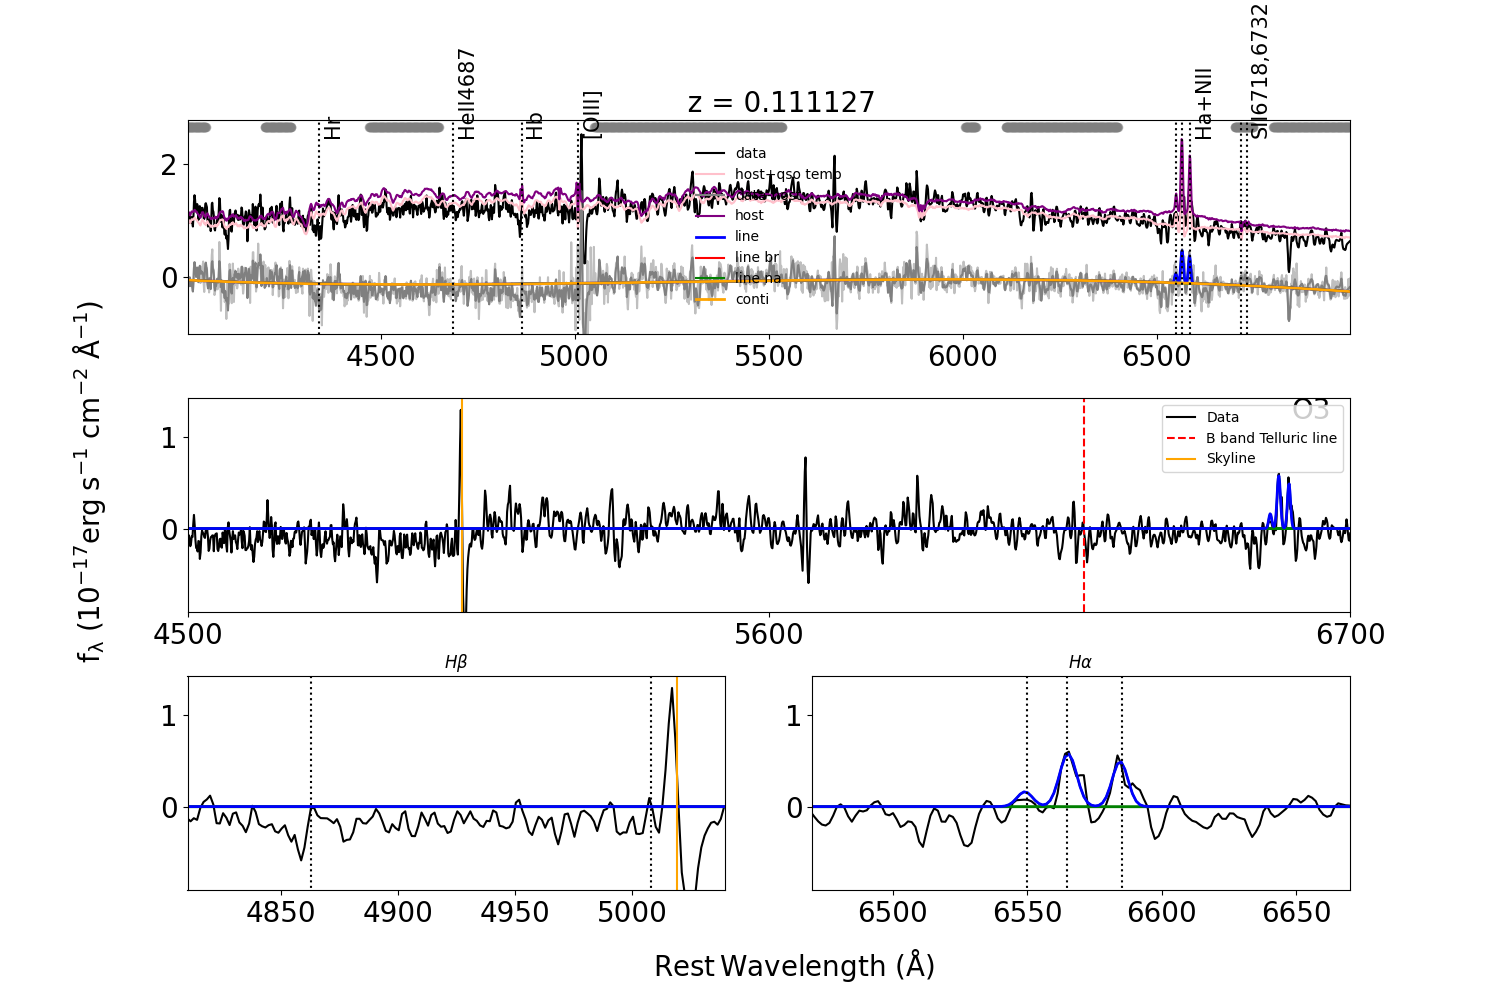 z = 0.111127
Hr
HeII4687
Hb
[OIII]
Ha+NII
SII6718,6732
data
host+qso temp
host
line
line br
line na
conti
2
0
4500
5000
5500
6000
6500
f_λ (10^{-17} erg s^{-1} cm^{-2} Å^{-1})
O3
Data
B band Telluric line
Skyline
1
0
4500
5600
6700
Hβ
1
0
4850
4900
4950
5000
Hα
1
0
6500
6550
6600
6650
Rest Wavelength (Å)